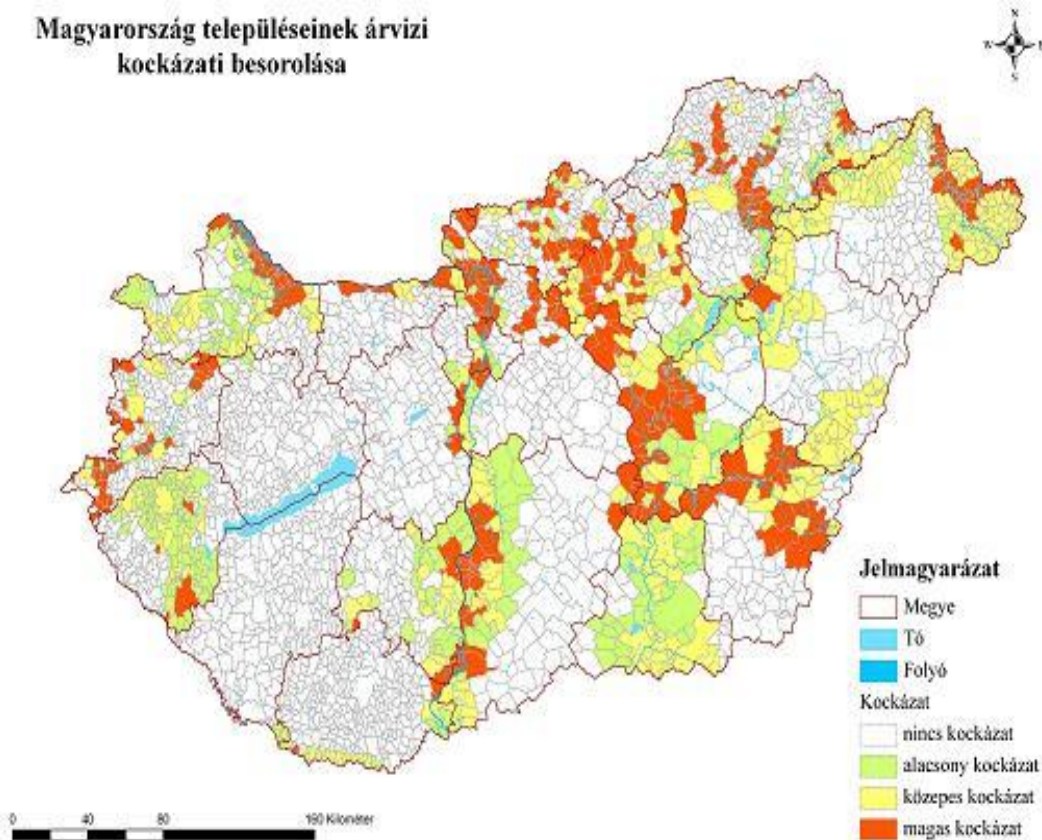 Magyarország településeinek árvizi
kockázati besorolása
N
W
S
Jelmagyarázat
Megye
Tó
Folyó
Kockázat
nincs kockázat
alacsony kockázat
közepes kockázat
magas kockázat
0 40 80 160 Kilométer